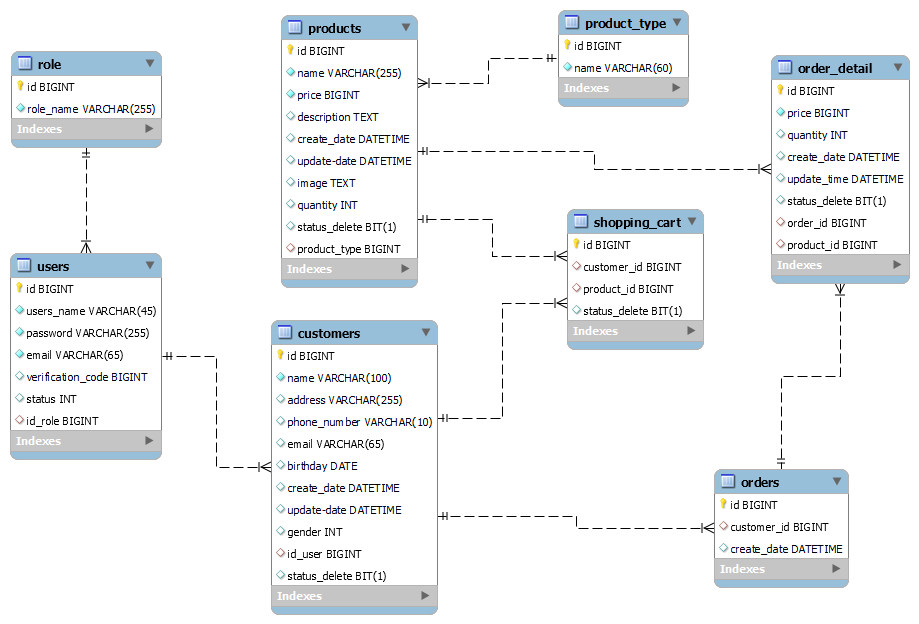 role
id BIGINT
role_name VARCHAR(255)
Indexes
users
id BIGINT
users_name VARCHAR(45)
password VARCHAR(255)
email VARCHAR(65)
verification_code BIGINT
status INT
id_role BIGINT
Indexes
products
id BIGINT
name VARCHAR(255)
price BIGINT
description TEXT
create_date DATETIME
update-date DATETIME
image TEXT
quantity INT
status_delete BIT(1)
product_type BIGINT
Indexes
customers
id BIGINT
name VARCHAR(100)
address VARCHAR(255)
phone_number VARCHAR(10)
email VARCHAR(65)
birthday DATE
create_date DATETIME
update-date DATETIME
gender INT
id_user BIGINT
status_delete BIT(1)
Indexes
product_type
id BIGINT
name VARCHAR(60)
Indexes
shopping_cart
id BIGINT
customer_id BIGINT
product_id BIGINT
status_delete BIT(1)
Indexes
order_detail
id BIGINT
price BIGINT
quantity INT
create_date DATETIME
update_time DATETIME
status_delete BIT(1)
order_id BIGINT
product_id BIGINT
Indexes
orders
id BIGINT
customer_id BIGINT
create_date DATETIME
Indexes